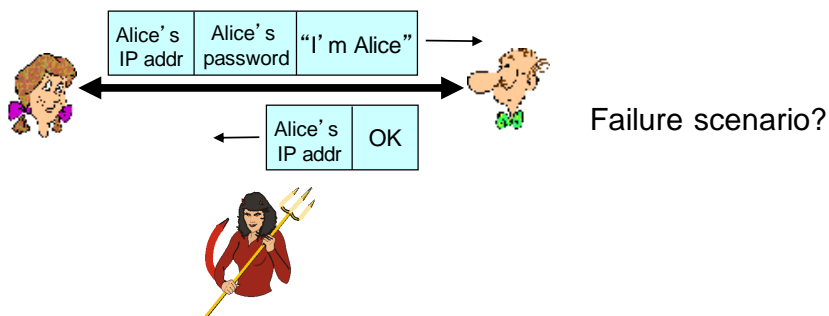 Alice’s
IP addr
Alice’s
password
“I’m Alice”
Failure scenario?
Alice’s
IP addr
OK